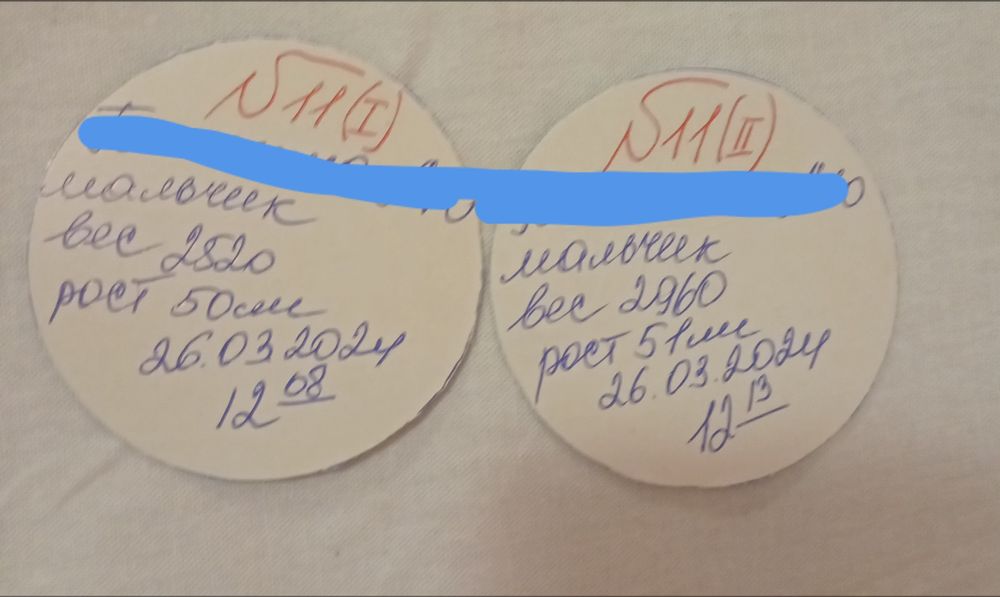 №11(I)
мальчик
вес 2520
рост 50см
26.03 2024
12 08
№11(II)
мальчик
вес 2960
рост 51см
26.03.2024
12 13